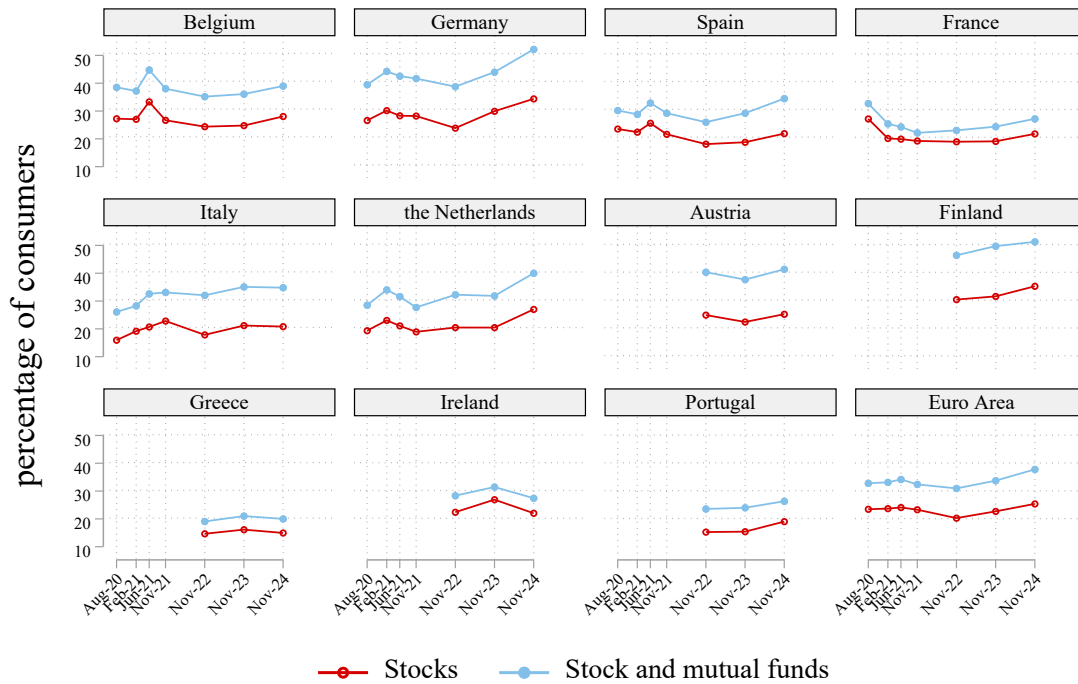 Belgium Germany Spain France
50
40
30
20
10
Italy the Netherlands Austria Finland
50
40
30
20
10
percentage of consumers
Greece Ireland Portugal Euro Area
50
40
30
20
10
Aug-20 Feb-21 Jun-21 Nov-21 Nov-22 Nov-23 Nov-24 Aug-20 Feb-21 Jun-21 Nov-21 Nov-22 Nov-23 Nov-24 Aug-20 Feb-21 Jun-21 Nov-21 Nov-22 Nov-23 Nov-24 Aug-20 Feb-21 Jun-21 Nov-21 Nov-22 Nov-23 Nov-24
Stocks Stock and mutual funds